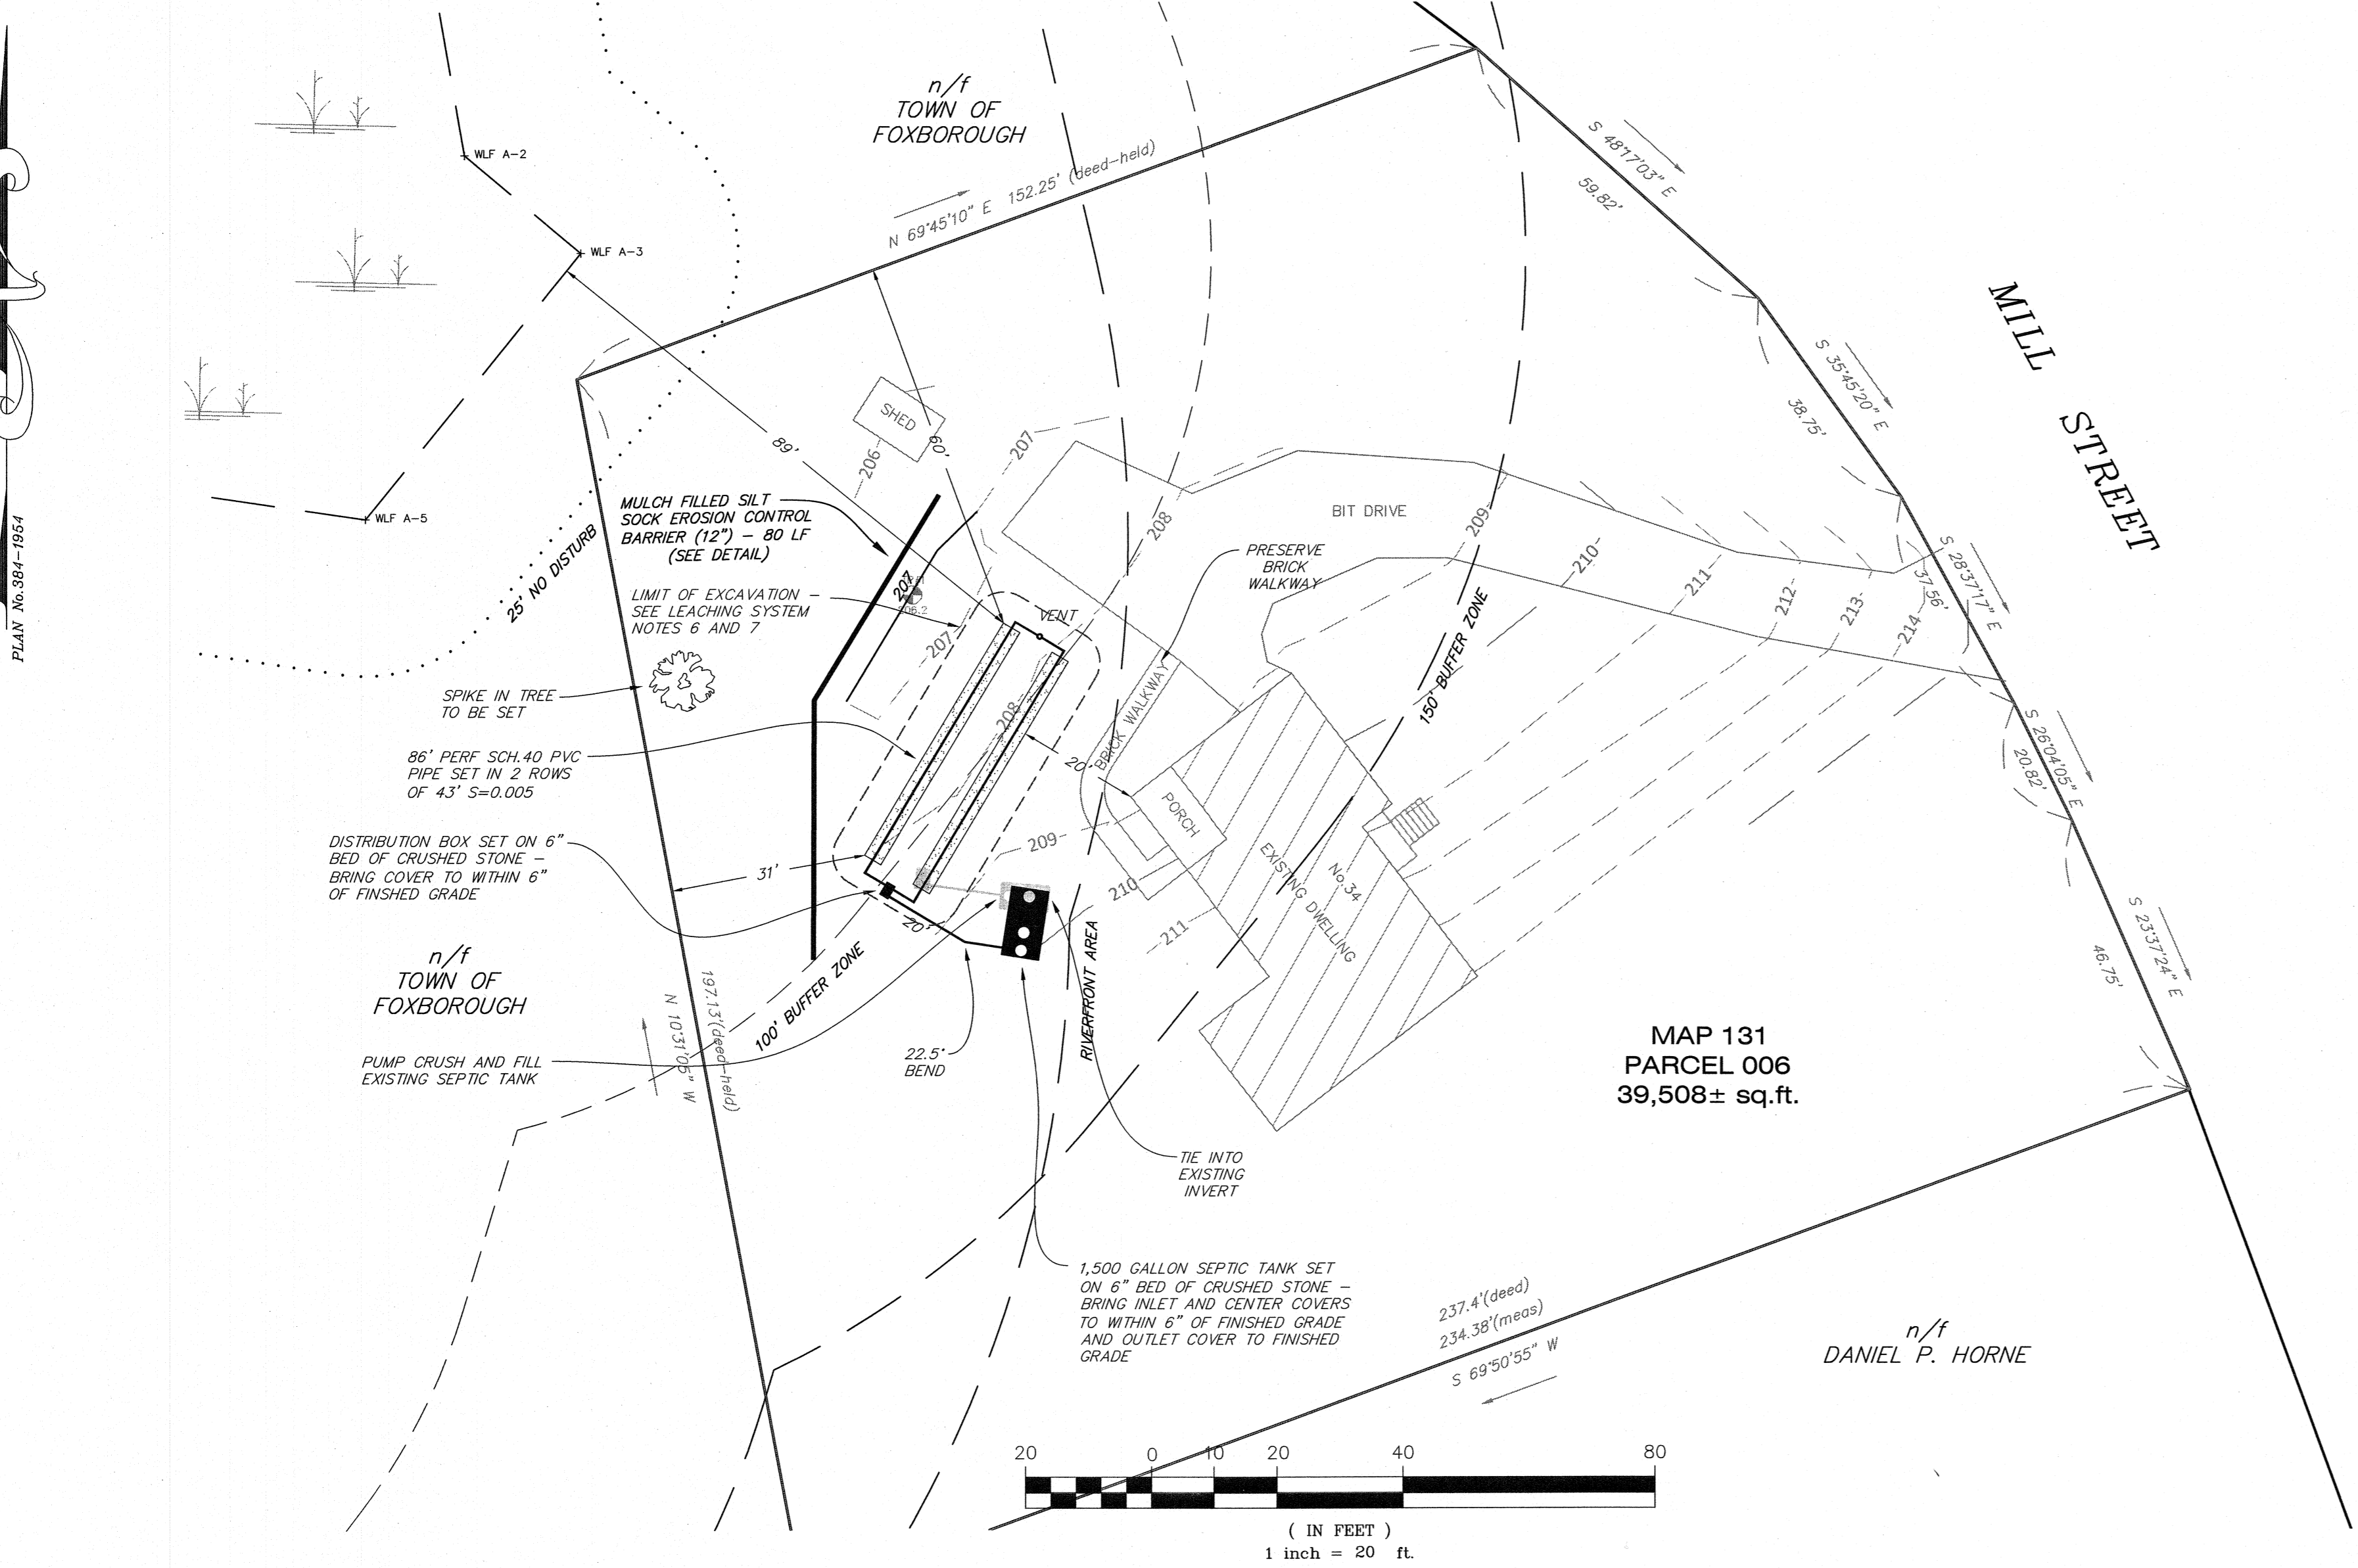 PLAN No.384-1954
n/f
TOWN OF
FOXBOROUGH
WLF A-2
WLF A-3
WLF A-5
N 69°45'10" E 152.25' (deed-held)
S 48°17'03" E
59.82'
S 35°45'20" E
38.75'
S 28°37'17" E
37.56'
S 26°04'05" E
20.82'
S 23°37'24" E
46.75'
MILL STREET
SHED
206
60'
89'
207
208
209
210
211
212
213
214
BIT DRIVE
MULCH FILLED SILT
SOCK EROSION CONTROL
BARRIER (12") – 80 LF
(SEE DETAIL)
25' NO DISTURB
LIMIT OF EXCAVATION –
SEE LEACHING SYSTEM
NOTES 6 AND 7
207
206.2
207
VENT
PRESERVE
BRICK
WALKWAY
BRICK WALKWAY
150' BUFFER ZONE
SPIKE IN TREE
TO BE SET
86' PERF SCH.40 PVC
PIPE SET IN 2 ROWS
OF 43' S=0.005
208
20'
PORCH
DISTRIBUTION BOX SET ON 6"
BED OF CRUSHED STONE –
BRING COVER TO WITHIN 6"
OF FINSHED GRADE
31'
209
210
211
20'
EXISTING DWELLING
No.34
n/f
TOWN OF
FOXBOROUGH
N 10°31'05" W
197.13'(deed-held)
100' BUFFER ZONE
RIVERFRONT AREA
PUMP CRUSH AND FILL
EXISTING SEPTIC TANK
22.5°
BEND
MAP 131
PARCEL 006
39,508± sq.ft.
TIE INTO
EXISTING
INVERT
1,500 GALLON SEPTIC TANK SET
ON 6" BED OF CRUSHED STONE –
BRING INLET AND CENTER COVERS
TO WITHIN 6" OF FINISHED GRADE
AND OUTLET COVER TO FINISHED
GRADE
237.4'(deed)
234.38'(meas)
S 69°50'55" W
n/f
DANIEL P. HORNE
20 0 10 20 40 80
( IN FEET )
1 inch = 20 ft.